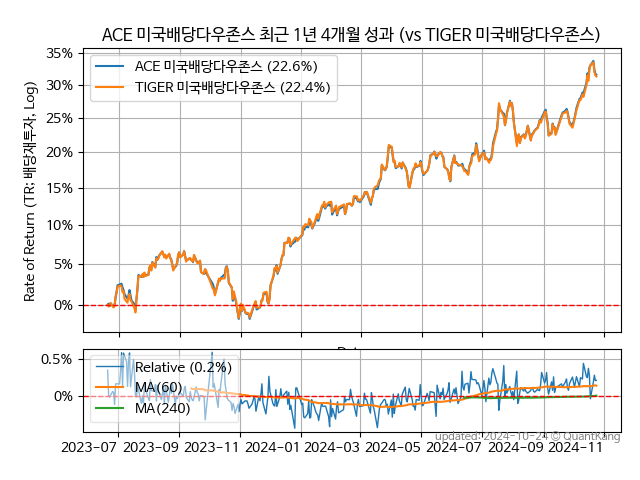 ACE 미국배당다우존스 최근 1년 4개월 성과 (vs TIGER 미국배당다우존스)
ACE 미국배당다우존스 (22.6%)
TIGER 미국배당다우존스 (22.4%)
Rate of Return (TR: 배당재투자, Log)
35%
30%
25%
20%
15%
10%
5%
0%
0.5%
0%
Relative (0.2%)
MA(60)
MA(240)
updated: 2024-10-24 © QuantKang
2023-07 2023-09 2023-11 2024-01 2024-03 2024-05 2024-07 2024-09 2024-11